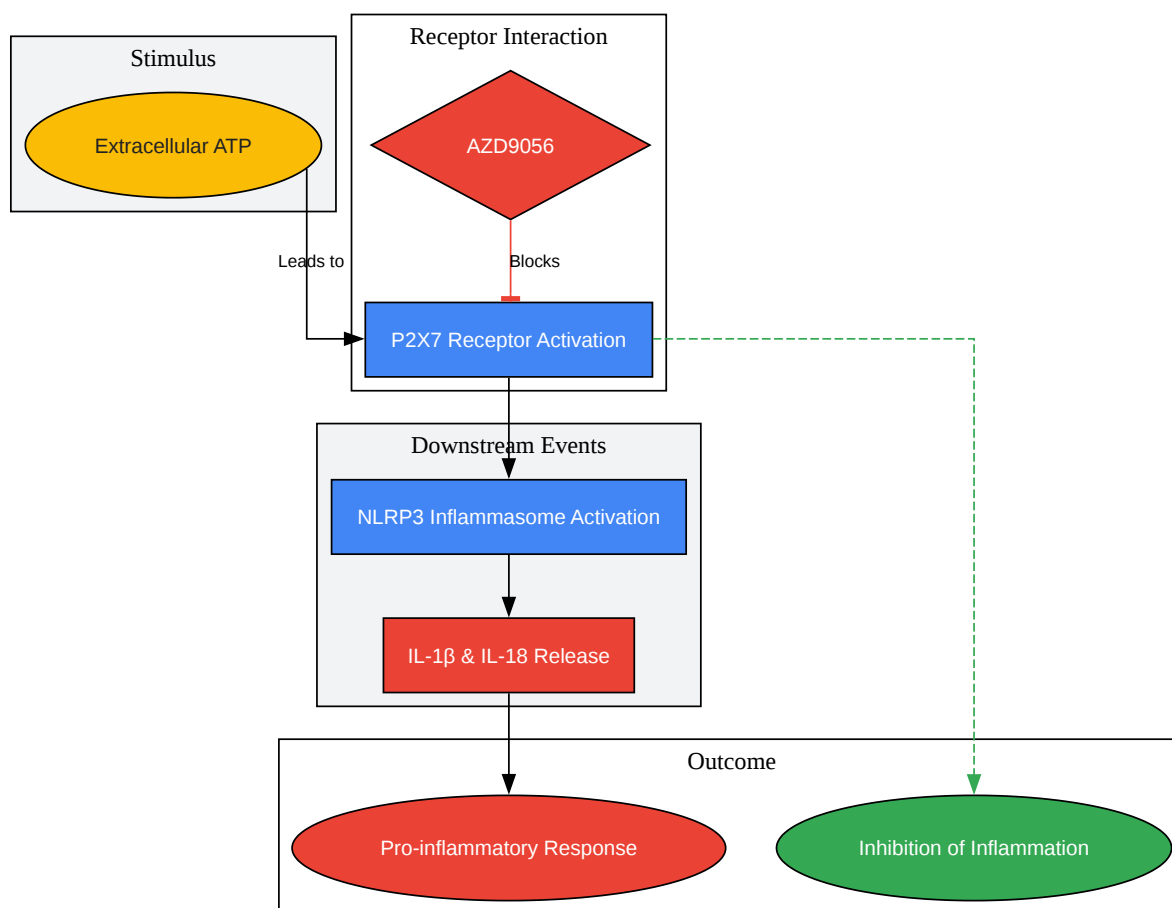 Receptor Interaction
Stimulus
Extracellular ATP
AZD9056
Leads to
Blocks
P2X7 Receptor Activation
Downstream Events
NLRP3 Inflammasome Activation
IL-1β & IL-18 Release
Outcome
Pro-inflammatory Response
Inhibition of Inflammation